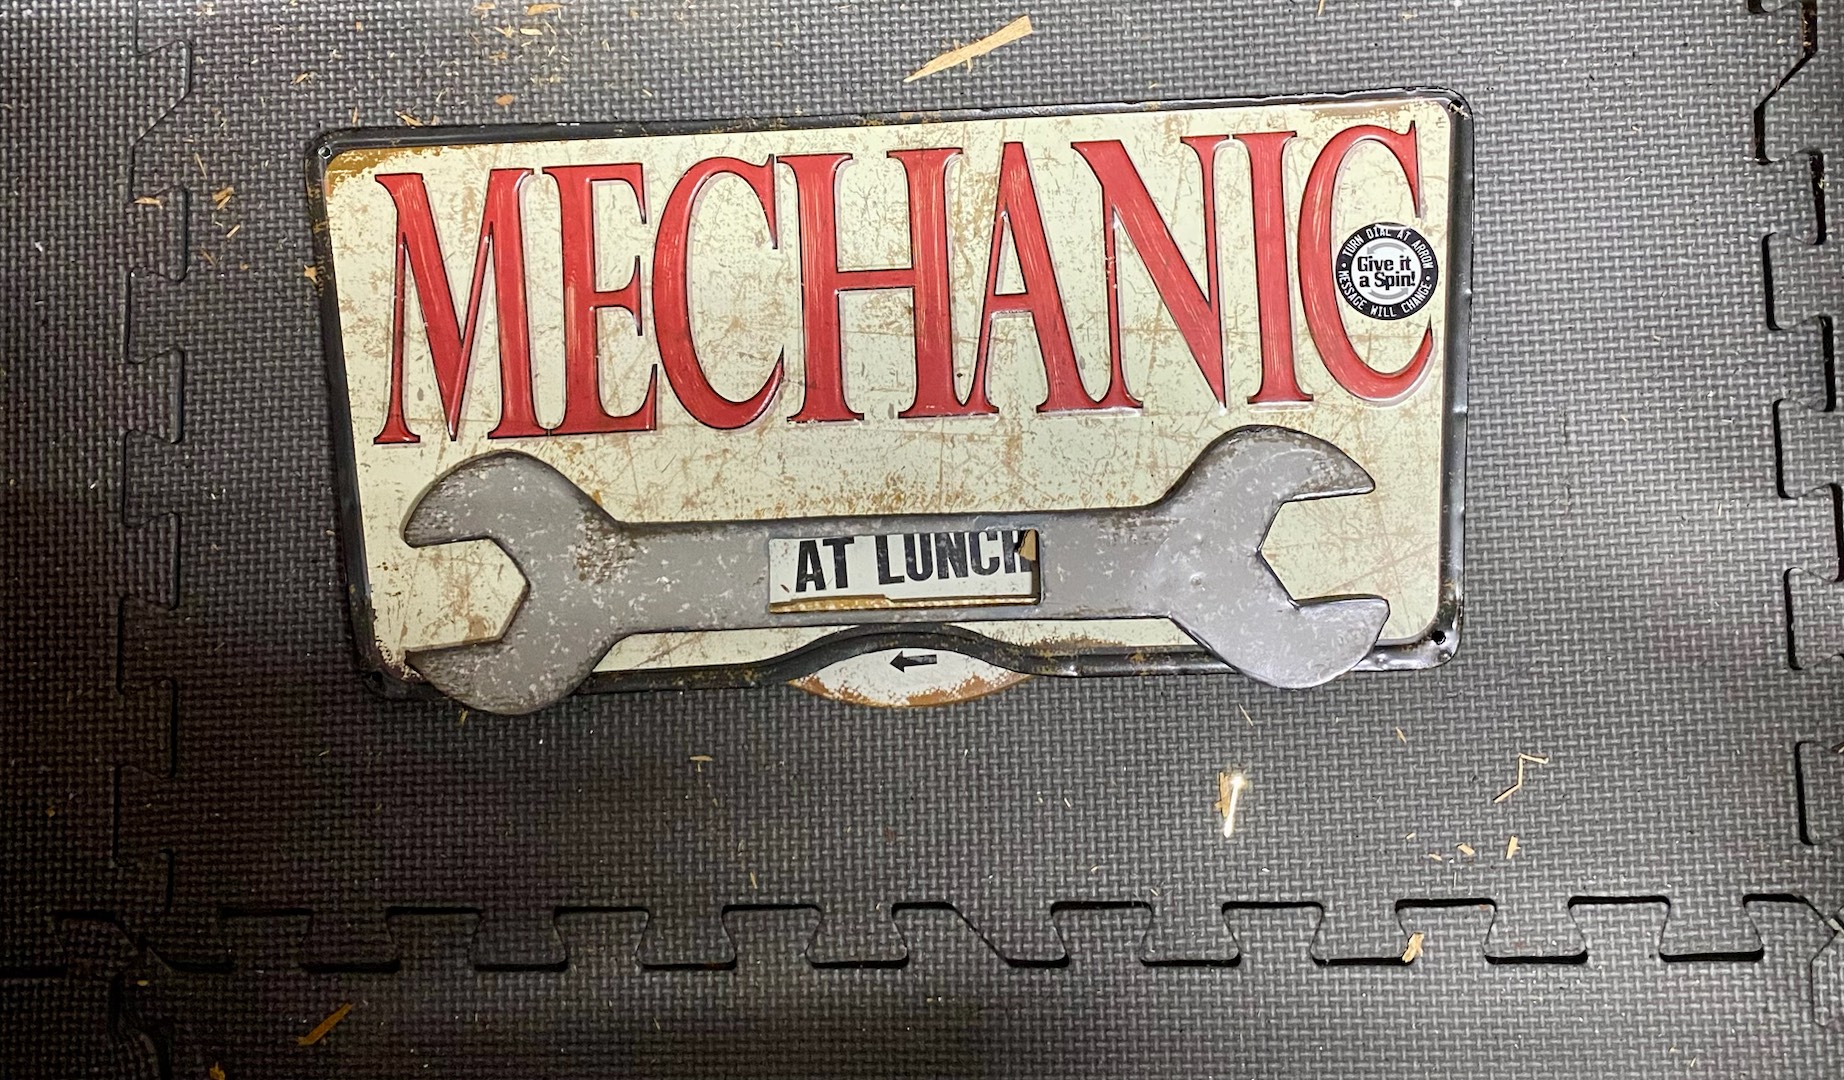 MECHANIC
TURN DIAL AT ARROW
Give it
a Spin!
MESSAGE WILL CHANGE
AT LUNCH